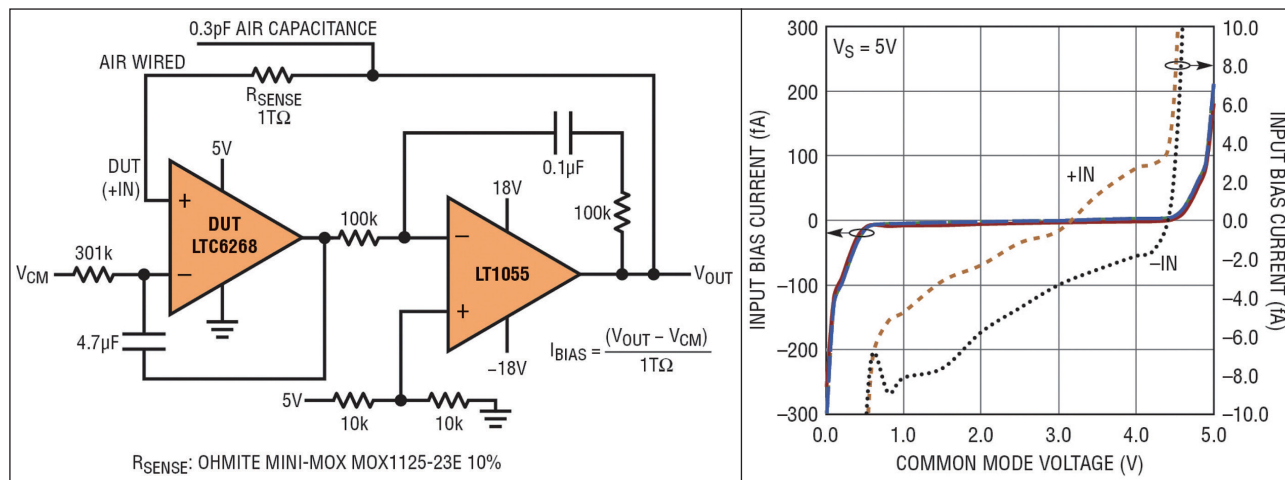 0.3pF AIR CAPACITANCE
AIR WIRED
RSENSE
1TΩ
DUT
(+IN)
5V
+
DUT
LTC6268
−
301k
VCM
4.7µF
100k
0.1µF
100k
18V
−
LT1055
+
−18V
VOUT
IBIAS = (VOUT – VCM)
1TΩ
5V
10k
10k
RSENSE: OHMITE MINI-MOX MOX1125-23E 10%
VS = 5V
+IN
–IN
INPUT BIAS CURRENT (fA)
300
200
100
0
–100
–200
–300
INPUT BIAS CURRENT (fA)
10.0
8.0
6.0
4.0
2.0
0.0
–2.0
–4.0
–6.0
–8.0
–10.0
0.0 1.0 2.0 3.0 4.0 5.0
COMMON MODE VOLTAGE (V)